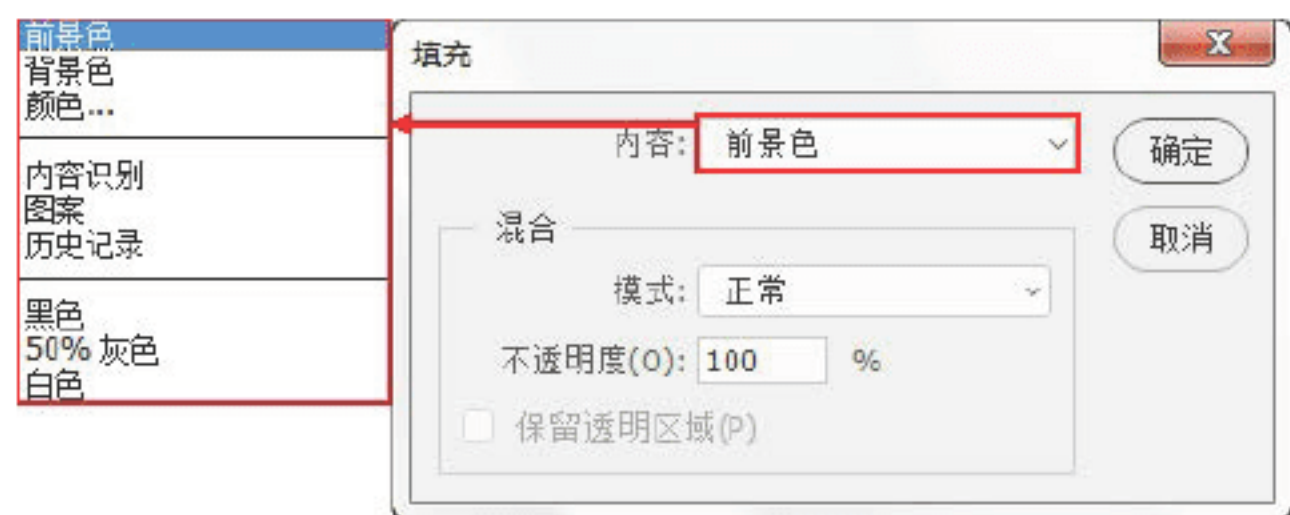 前景色
背景色
颜色...
内容识别
图案
历史记录
黑色
50% 灰色
白色
填充
内容: 前景色
确定
混合
取消
模式: 正常
不透明度(O): 100 %
保留透明区域(P)